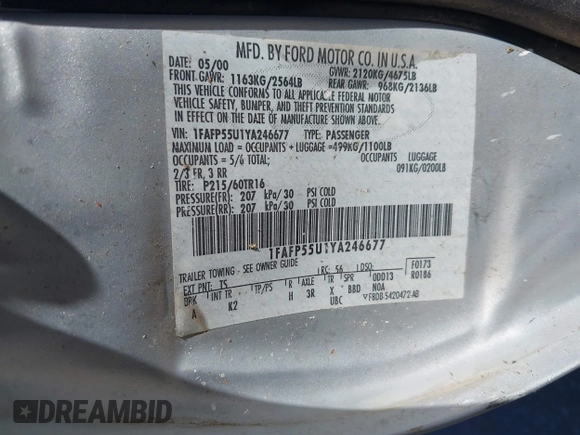 MFD. BY FORD MOTOR CO. IN U.S.A.
DATE: 05/00 GVWR: 2120KG/4675LB
FRONT GAWR: 1163KG/2564LB REAR GAWR: 968KG/2136LB
THIS VEHICLE CONFORMS TO ALL APPLICABLE FEDERAL MOTOR
VEHICLE SAFETY, BUMPER, AND THEFT PREVENTION STANDARDS
IN EFFECT ON THE DATE OF MANUFACTURE SHOWN ABOVE.
VIN: 1FAFP55U1YA246677 TYPE: PASSENGER
MAXIMUM LOAD = OCCUPANTS + LUGGAGE = 499KG/1100LB
OCCUPANTS = 5/6 TOTAL: OCCUPANTS LUGGAGE
2/3 FR, 3 RR 091KG/0200LB
TIRE: P215/60TR16
PRESSURE(FR): 207 kPa/30 PSI COLD
PRESSURE(RR): 207 kPa/30 PSI COLD
1FAFP55U1YA246677
TRAILER TOWING - SEE OWNER GUIDE
EXT PNT: TS RC: 56 DSO: F0173
BRK INT TR TP/PS R AXLE TR SPR 0DD13 R0186
A K2 H 3R X BBD N0A
UBC ▽F8DB-5420472-AB
DREAMBID